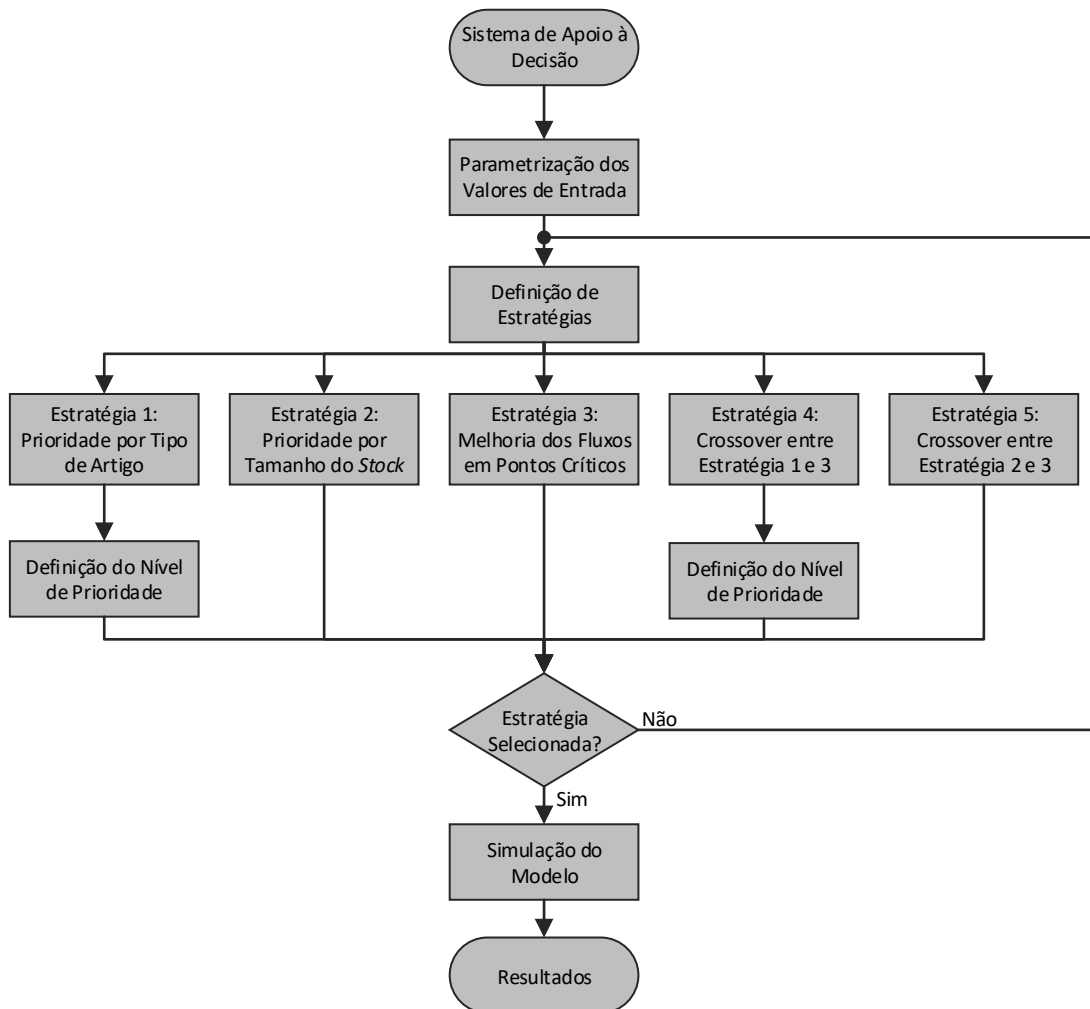 Sistema de Apoio à
Decisão
Parametrização dos
Valores de Entrada
Definição de
Estratégias
Estratégia 1:
Prioridade por Tipo
de Artigo
Estratégia 2:
Prioridade por
Tamanho do Stock
Estratégia 3:
Melhoria dos Fluxos
em Pontos Críticos
Estratégia 4:
Crossover entre
Estratégia 1 e 3
Estratégia 5:
Crossover entre
Estratégia 2 e 3
Definição do Nível
de Prioridade
Definição do Nível
de Prioridade
Estratégia
Selecionada?
Não
Sim
Simulação do
Modelo
Resultados